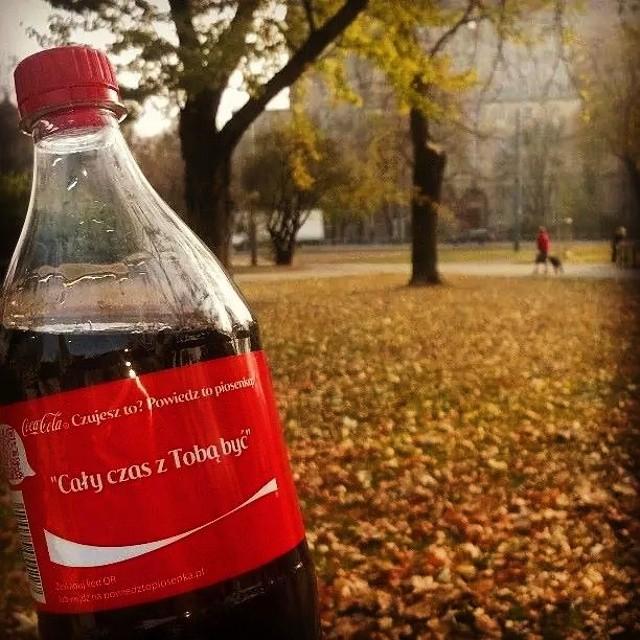 Coca-Cola Czujesz to? Powiedz to piosenką!
"Cały czas z Tobą być"
Zeskanuj kod QR
lub wejdź na powiedztopiosenka.pl